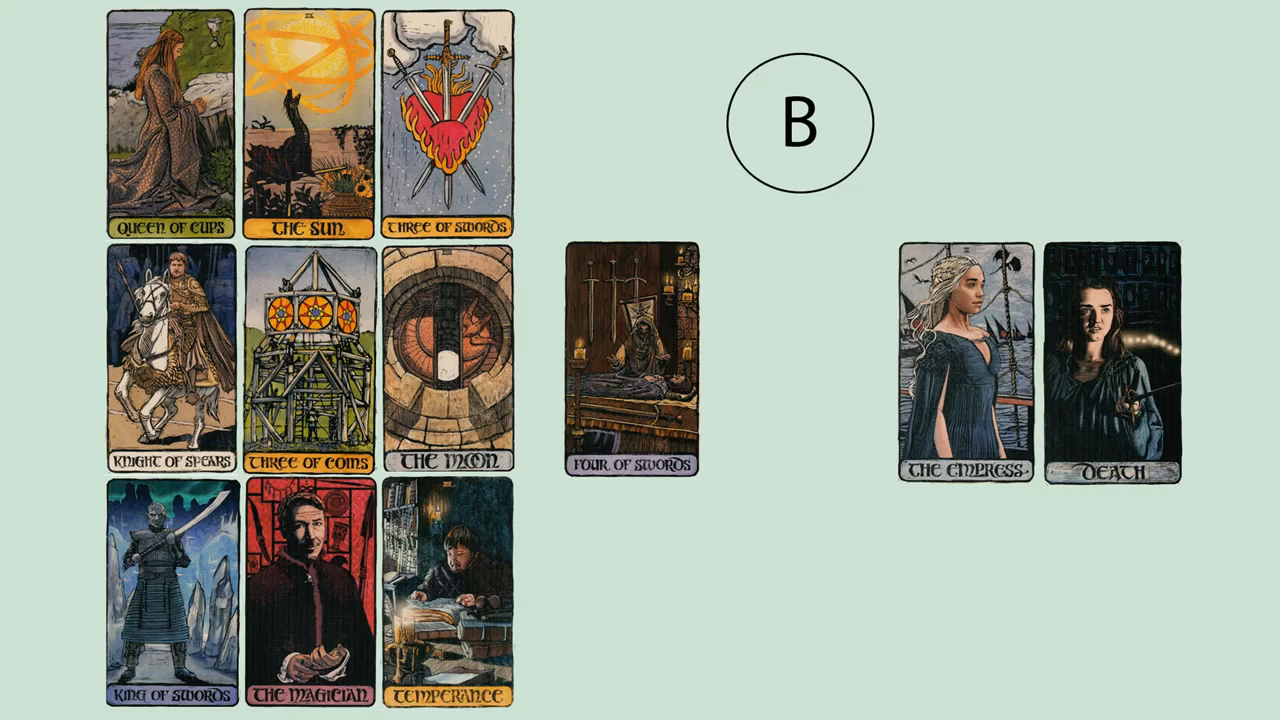 QUEEN OF CUPS
THE SUN
THREE OF SWORDS
B
KNIGHT OF SPEARS
THREE OF COINS
THE MOON
FOUR OF SWORDS
THE EMPRESS
DEATH
KING OF SWORDS
THE MAGICIAN
TEMPERANCE